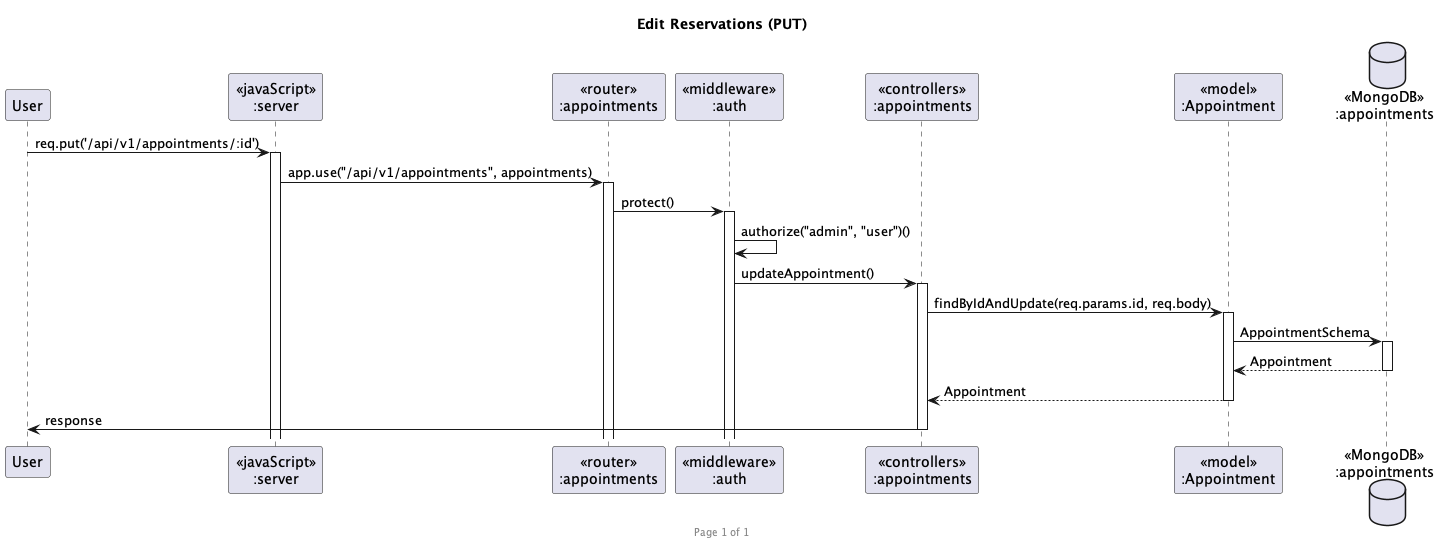 Edit Reservations (PUT)
User
«javaScript»
:server
«router»
:appointments
«middleware»
:auth
«controllers»
:appointments
«model»
:Appointment
«MongoDB»
:appointments
req.put('/api/v1/appointments/:id')
app.use("/api/v1/appointments", appointments)
protect()
authorize("admin", "user")()
updateAppointment()
findByIdAndUpdate(req.params.id, req.body)
AppointmentSchema
Appointment
Appointment
response
User
«javaScript»
:server
«router»
:appointments
«middleware»
:auth
«controllers»
:appointments
«model»
:Appointment
«MongoDB»
:appointments
Page 1 of 1